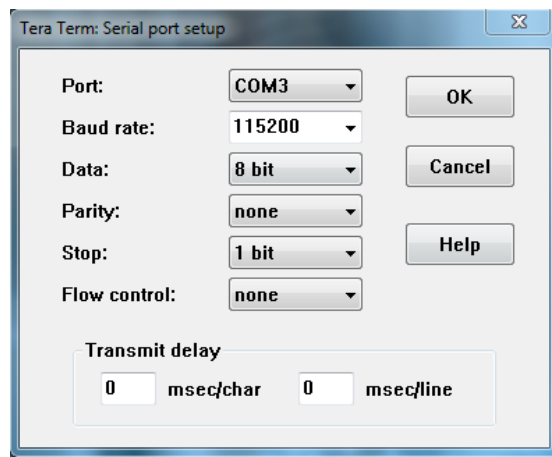 Tera Term: Serial port setup
Port: COM3 OK
Baud rate: 115200
Data: 8 bit Cancel
Parity: none
Stop: 1 bit Help
Flow control: none
Transmit delay
0 msec/char 0 msec/line